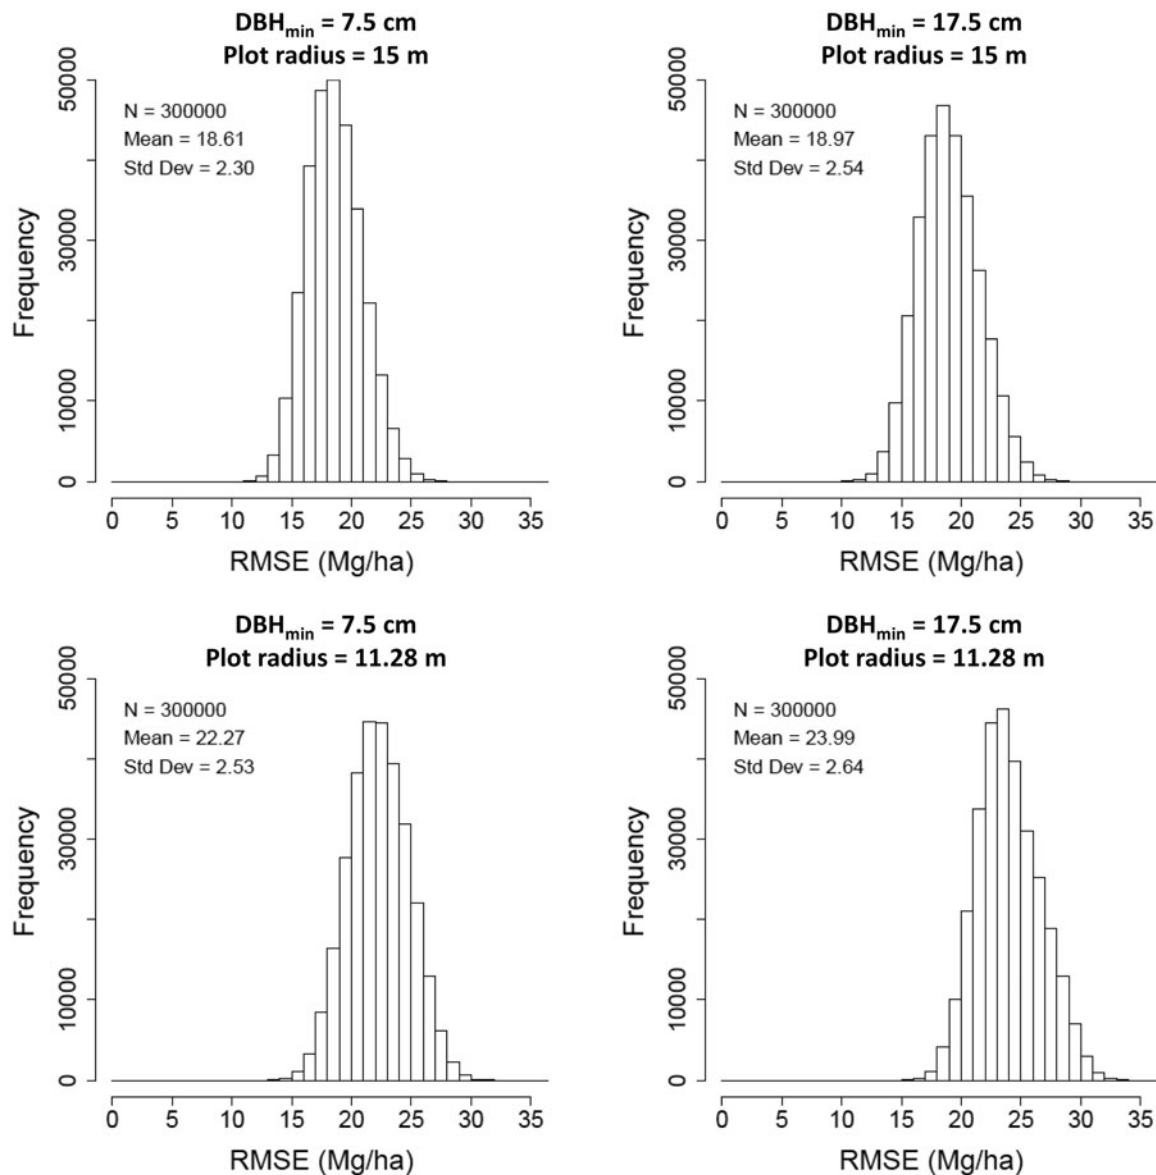 DBHmin = 7.5 cm
Plot radius = 15 m
N = 300000
Mean = 18.61
Std Dev = 2.30
Frequency
50000
30000
10000
0
0 5 10 15 20 25 30 35
RMSE (Mg/ha)
DBHmin = 17.5 cm
Plot radius = 15 m
N = 300000
Mean = 18.97
Std Dev = 2.54
Frequency
50000
30000
10000
0
0 5 10 15 20 25 30 35
RMSE (Mg/ha)
DBHmin = 7.5 cm
Plot radius = 11.28 m
N = 300000
Mean = 22.27
Std Dev = 2.53
Frequency
50000
30000
10000
0
0 5 10 15 20 25 30 35
RMSE (Mg/ha)
DBHmin = 17.5 cm
Plot radius = 11.28 m
N = 300000
Mean = 23.99
Std Dev = 2.64
Frequency
50000
30000
10000
0
0 5 10 15 20 25 30 35
RMSE (Mg/ha)